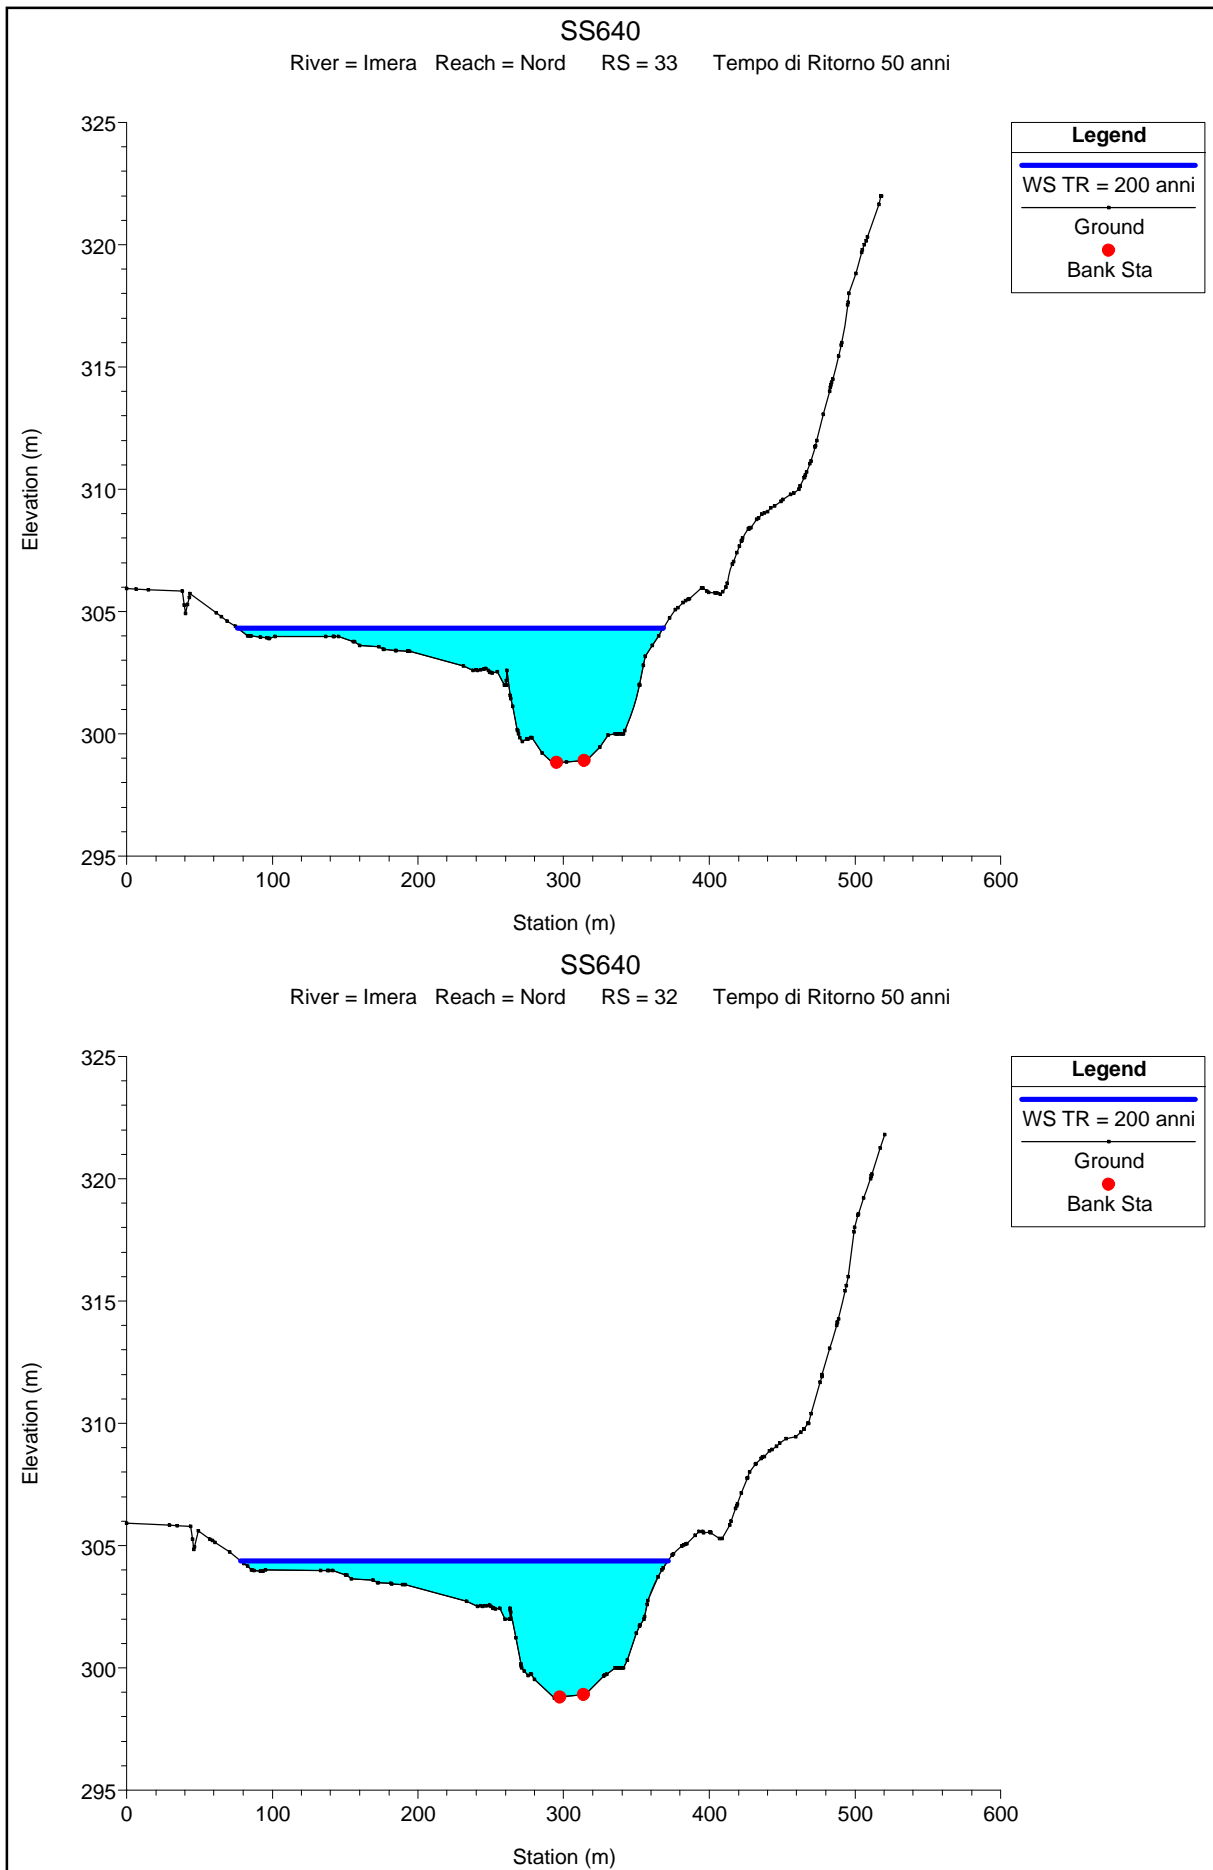 SS640
River = Imera Reach = Nord RS = 33 Tempo di Ritorno 50 anni
Legend
WS TR = 200 anni
Ground
Bank Sta
325
320
315
310
305
300
295
Elevation (m)
0 100 200 300 400 500 600
Station (m)
SS640
River = Imera Reach = Nord RS = 32 Tempo di Ritorno 50 anni
Legend
WS TR = 200 anni
Ground
Bank Sta
325
320
315
310
305
300
295
Elevation (m)
0 100 200 300 400 500 600
Station (m)